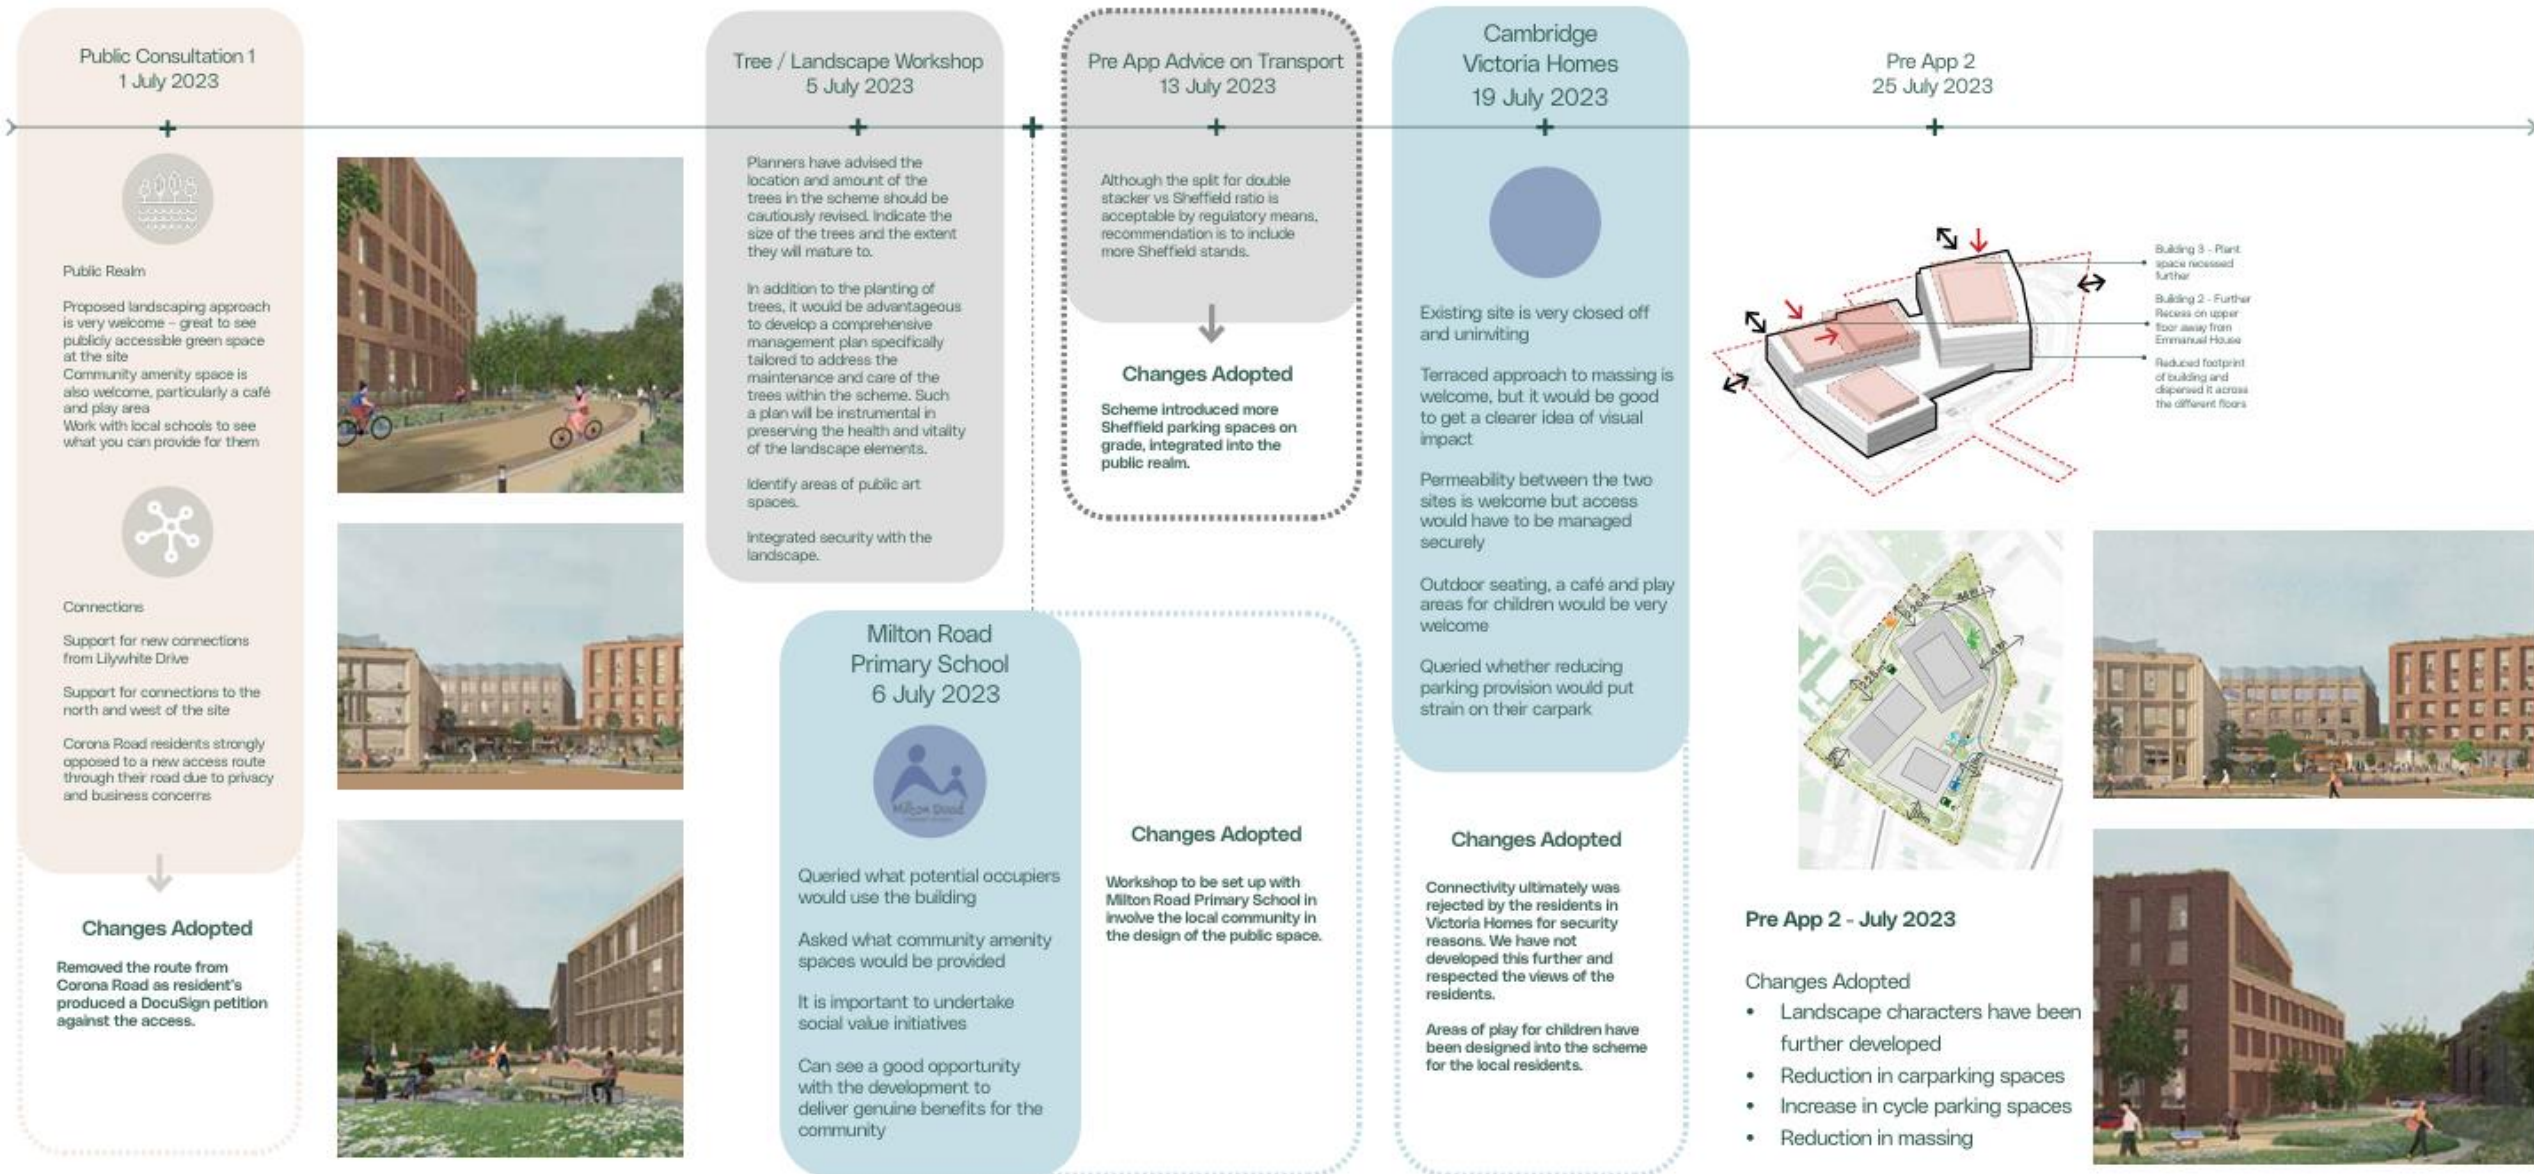 Public Consultation 1
1 July 2023
Public Realm
Proposed landscaping approach
is very welcome – great to see
publicly accessible green space
at the site
Community amenity space is
also welcome, particularly a café
and play area
Work with local schools to see
what you can provide for them
Connections
Support for new connections
from Lilywhite Drive
Support for connections to the
north and west of the site
Corona Road residents strongly
opposed to a new access route
through their road due to privacy
and business concerns
Changes Adopted
Removed the route from
Corona Road as resident's
produced a DocuSign petition
against the access.
Tree / Landscape Workshop
5 July 2023
Planners have advised the
location and amount of the
trees in the scheme should be
cautiously revised. Indicate the
size of the trees and the extent
they will mature to.
In addition to the planting of
trees, it would be advantageous
to develop a comprehensive
management plan specifically
tailored to address the
maintenance and care of the
trees within the scheme. Such
a plan will be instrumental in
preserving the health and vitality
of the landscape elements.
Identify areas of public art
spaces.
Integrated security with the
landscape.
Milton Road
Primary School
6 July 2023
Milton Road
Queried what potential occupiers
would use the building
Asked what community amenity
spaces would be provided
It is important to undertake
social value initiatives
Can see a good opportunity
with the development to
deliver genuine benefits for the
community
Changes Adopted
Workshop to be set up with
Milton Road Primary School in
involve the local community in
the design of the public space.
Pre App Advice on Transport
13 July 2023
Although the split for double
stacker vs Sheffield ratio is
acceptable by regulatory means,
recommendation is to include
more Sheffield stands.
Changes Adopted
Scheme introduced more
Sheffield parking spaces on
grade, integrated into the
public realm.
Cambridge
Victoria Homes
19 July 2023
Existing site is very closed off
and uninviting
Terraced approach to massing is
welcome, but it would be good
to get a clearer idea of visual
impact
Permeability between the two
sites is welcome but access
would have to be managed
securely
Outdoor seating, a café and play
areas for children would be very
welcome
Queried whether reducing
parking provision would put
strain on their carpark
Changes Adopted
Connectivity ultimately was
rejected by the residents in
Victoria Homes for security
reasons. We have not
developed this further and
respected the views of the
residents.
Areas of play for children have
been designed into the scheme
for the local residents.
Pre App 2
25 July 2023
Building 3 - Plant
space recessed
further
Building 2 - Further
Recess on upper
floor away from
Emmanuel House
Reduced footprint
of building and
dispersed it across
the different floors
Pre App 2 - July 2023
Changes Adopted
• Landscape characters have been
further developed
• Reduction in carparking spaces
• Increase in cycle parking spaces
• Reduction in massing